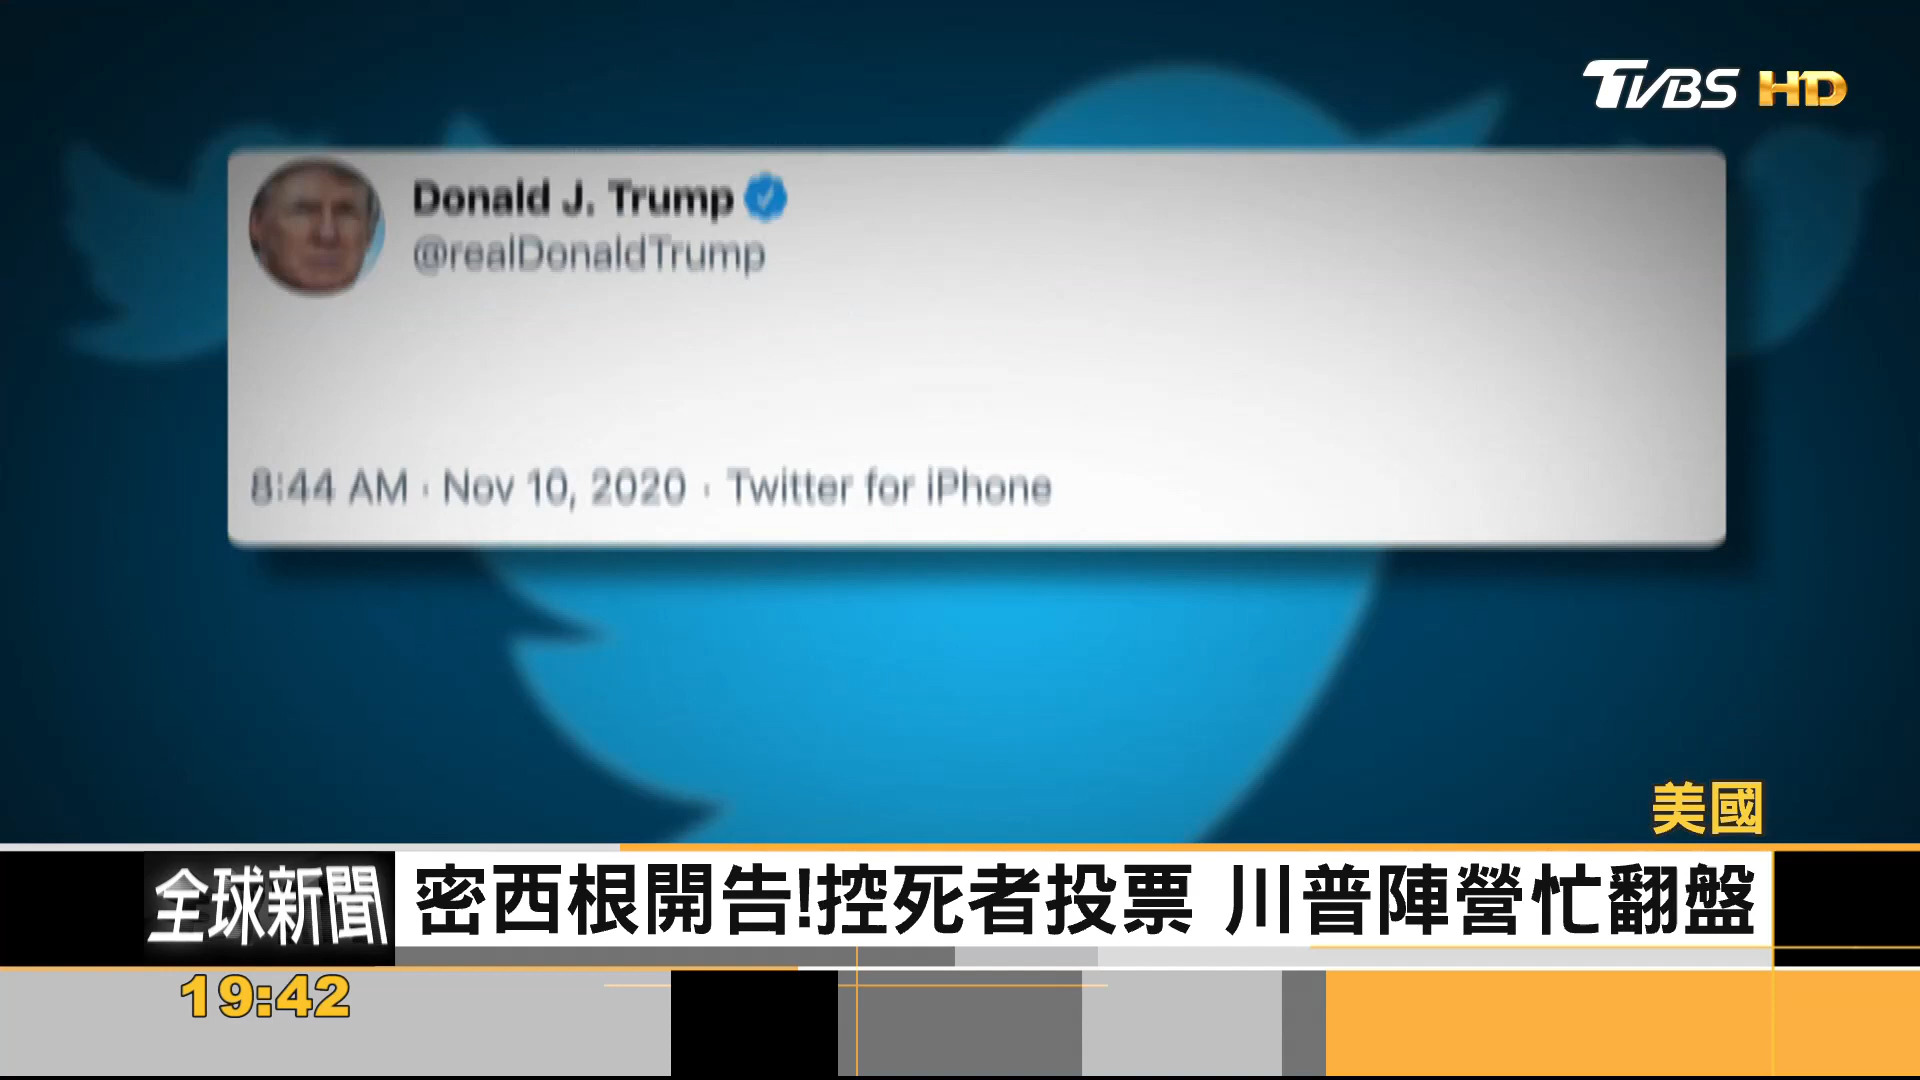 TVBS HD
Donald J. Trump
@realDonaldTrump
8:44 AM · Nov 10, 2020 · Twitter for iPhone
美國
全球新聞
密西根開告!控死者投票 川普陣營忙翻盤
19:42